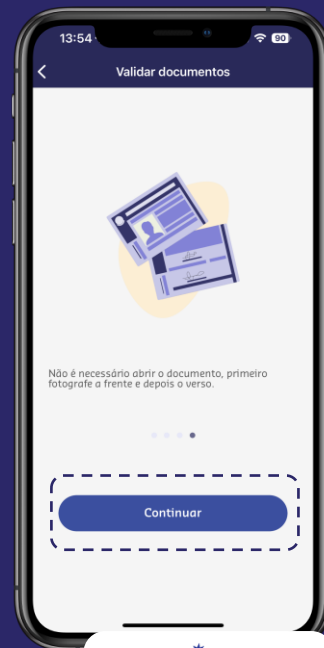 13:54
90
Validar documentos
Não é necessário abrir o documento, primeiro
fotografe a frente e depois o verso.
Continuar